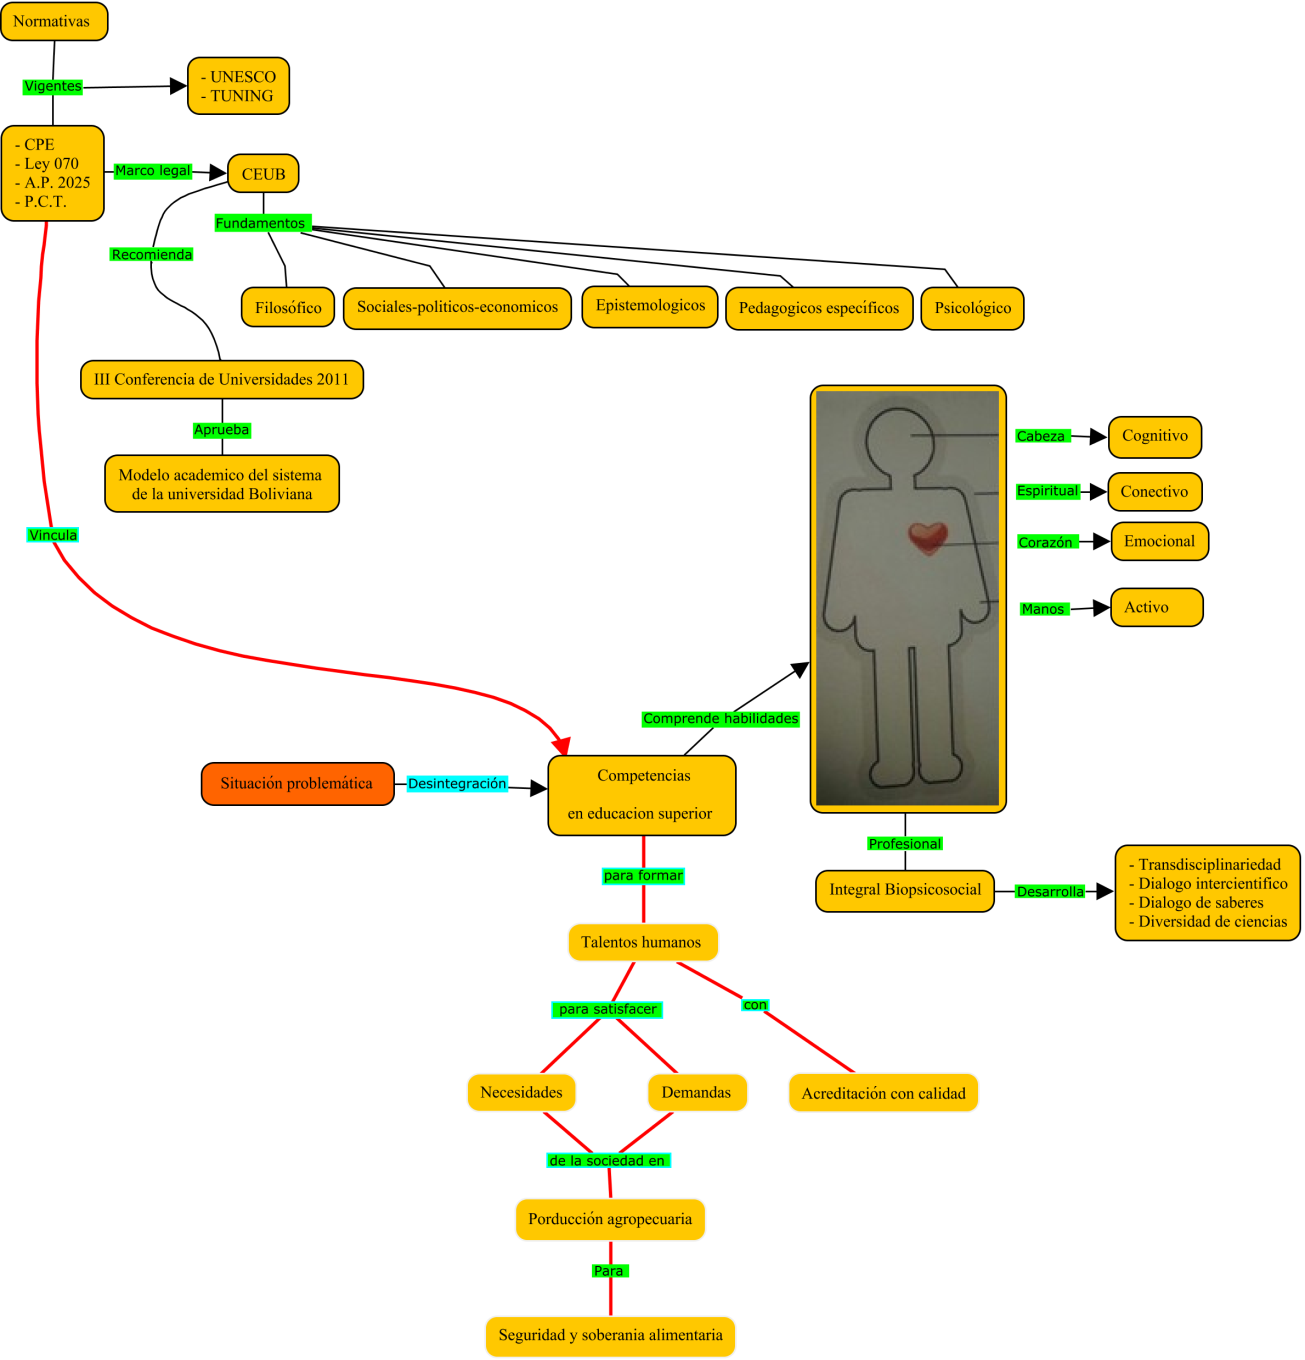 Normativas
Vigentes
- UNESCO
- TUNING
- CPE
- Ley 070
- A.P. 2025
- P.C.T.
Marco legal
CEUB
Fundamentos
Recomienda
Filosófico
Sociales-politicos-economicos
Epistemologicos
Pedagogicos específicos
Psicológico
III Conferencia de Universidades 2011
Aprueba
Modelo academico del sistema
de la universidad Boliviana
Vincula
Cabeza
Cognitivo
Espiritual
Conectivo
Corazón
Emocional
Manos
Activo
Comprende habilidades
Situación problemática
Desintegración
Competencias
en educacion superior
Profesional
Integral Biopsicosocial
Desarrolla
- Transdisciplinariedad
- Dialogo intercientifico
- Dialogo de saberes
- Diversidad de ciencias
para formar
Talentos humanos
para satisfacer
con
Necesidades
Demandas
Acreditación con calidad
de la sociedad en
Porducción agropecuaria
Para
Seguridad y soberania alimentaria